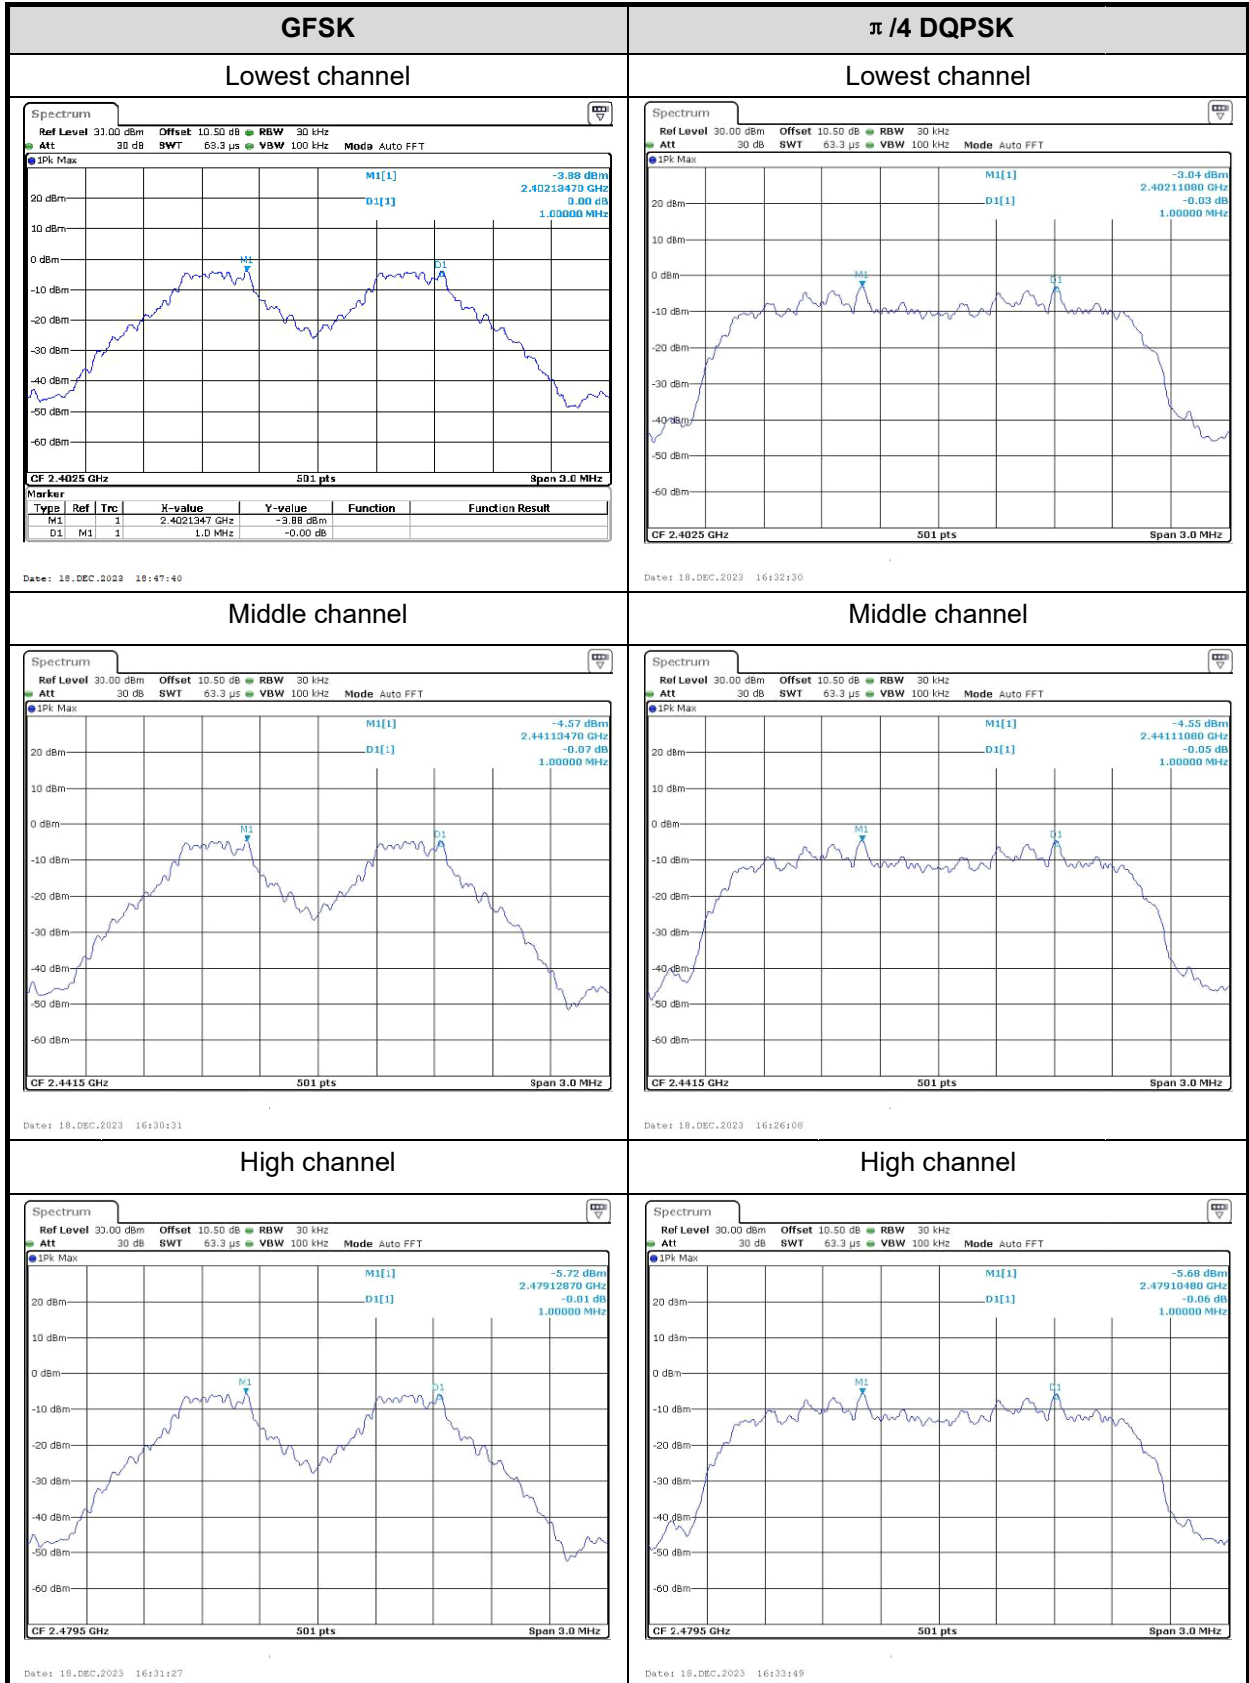 GFSK π/4 DQPSK
Lowest channel Lowest channel
Spectrum
Ref Level 30.00 dBm Offset 10.50 dB RBW 30 kHz
Att 30 dB SWT 63.3 µs VBW 100 kHz Mode Auto FFT
1Pk Max
M1[1] -3.88 dBm
2.40213470 GHz
D1[1] 0.00 dB
1.00000 MHz
20 dBm
10 dBm
0 dBm
-10 dBm
-20 dBm
-30 dBm
-40 dBm
-50 dBm
-60 dBm
M1
D1
CF 2.4025 GHz 501 pts Span 3.0 MHz
Marker
Type Ref Trc X-value Y-value Function Function Result
M1 1 2.4021347 GHz -3.88 dBm
D1 M1 1 1.0 MHz -0.00 dB
Date: 18.DEC.2023 18:47:40
Spectrum
Ref Level 30.00 dBm Offset 10.50 dB RBW 30 kHz
Att 30 dB SWT 63.3 µs VBW 100 kHz Mode Auto FFT
1Pk Max
M1[1] -3.04 dBm
2.40211080 GHz
D1[1] -0.03 dB
1.00000 MHz
20 dBm
10 dBm
0 dBm
-10 dBm
-20 dBm
-30 dBm
-40 dBm
-50 dBm
-60 dBm
M1
D1
CF 2.4025 GHz 501 pts Span 3.0 MHz
Date: 18.DEC.2023 16:32:30
Middle channel Middle channel
Spectrum
Ref Level 30.00 dBm Offset 10.50 dB RBW 30 kHz
Att 30 dB SWT 63.3 µs VBW 100 kHz Mode Auto FFT
1Pk Max
M1[1] -4.57 dBm
2.44113470 GHz
D1[1] -0.07 dB
1.00000 MHz
20 dBm
10 dBm
0 dBm
-10 dBm
-20 dBm
-30 dBm
-40 dBm
-50 dBm
-60 dBm
M1
D1
CF 2.4415 GHz 501 pts Span 3.0 MHz
Date: 18.DEC.2023 16:30:31
Spectrum
Ref Level 30.00 dBm Offset 10.50 dB RBW 30 kHz
Att 30 dB SWT 63.3 µs VBW 100 kHz Mode Auto FFT
1Pk Max
M1[1] -4.55 dBm
2.44111080 GHz
D1[1] -0.05 dB
1.00000 MHz
20 dBm
10 dBm
0 dBm
-10 dBm
-20 dBm
-30 dBm
-40 dBm
-50 dBm
-60 dBm
M1
D1
CF 2.4415 GHz 501 pts Span 3.0 MHz
Date: 18.DEC.2023 16:26:08
High channel High channel
Spectrum
Ref Level 30.00 dBm Offset 10.50 dB RBW 30 kHz
Att 30 dB SWT 63.3 µs VBW 100 kHz Mode Auto FFT
1Pk Max
M1[1] -5.72 dBm
2.47912870 GHz
D1[1] -0.01 dB
1.00000 MHz
20 dBm
10 dBm
0 dBm
-10 dBm
-20 dBm
-30 dBm
-40 dBm
-50 dBm
-60 dBm
M1
D1
CF 2.4795 GHz 501 pts Span 3.0 MHz
Date: 18.DEC.2023 16:31:27
Spectrum
Ref Level 30.00 dBm Offset 10.50 dB RBW 30 kHz
Att 30 dB SWT 63.3 µs VBW 100 kHz Mode Auto FFT
1Pk Max
M1[1] -5.68 dBm
2.47910480 GHz
D1[1] -0.06 dB
1.00000 MHz
20 dBm
10 dBm
0 dBm
-10 dBm
-20 dBm
-30 dBm
-40 dBm
-50 dBm
-60 dBm
M1
D1
CF 2.4795 GHz 501 pts Span 3.0 MHz
Date: 18.DEC.2023 16:33:49